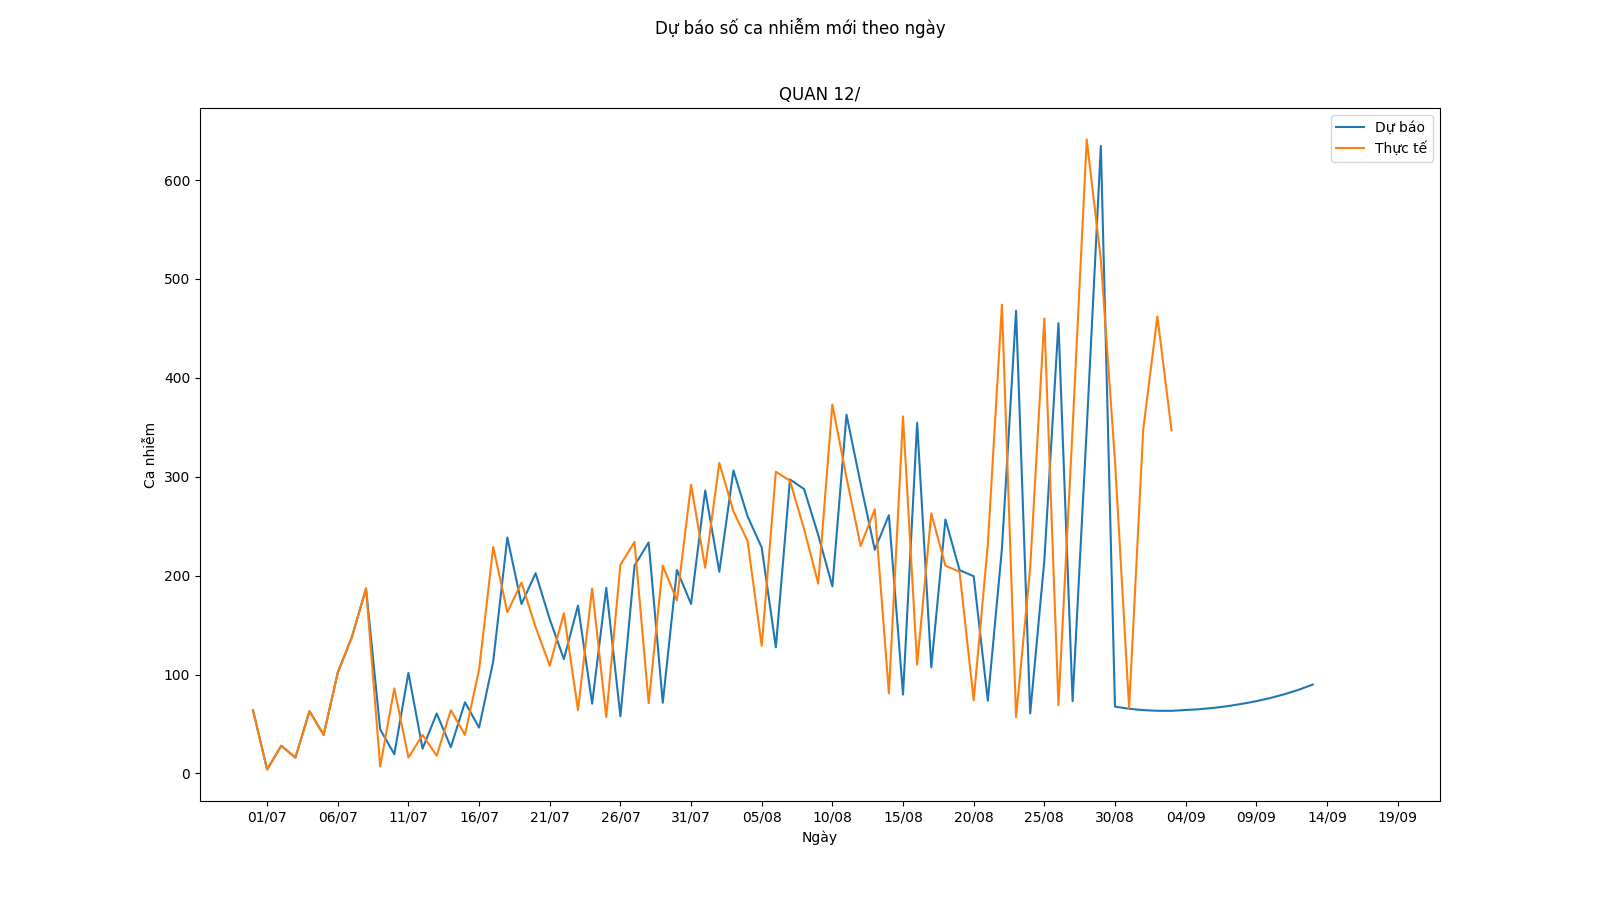 Dự báo số ca nhiễm mới theo ngày
QUAN 12/
Dự báo
Thực tế
600
500
400
300
200
100
0
Ca nhiễm
01/07 06/07 11/07 16/07 21/07 26/07 31/07 05/08 10/08 15/08 20/08 25/08 30/08 04/09 09/09 14/09 19/09
Ngày